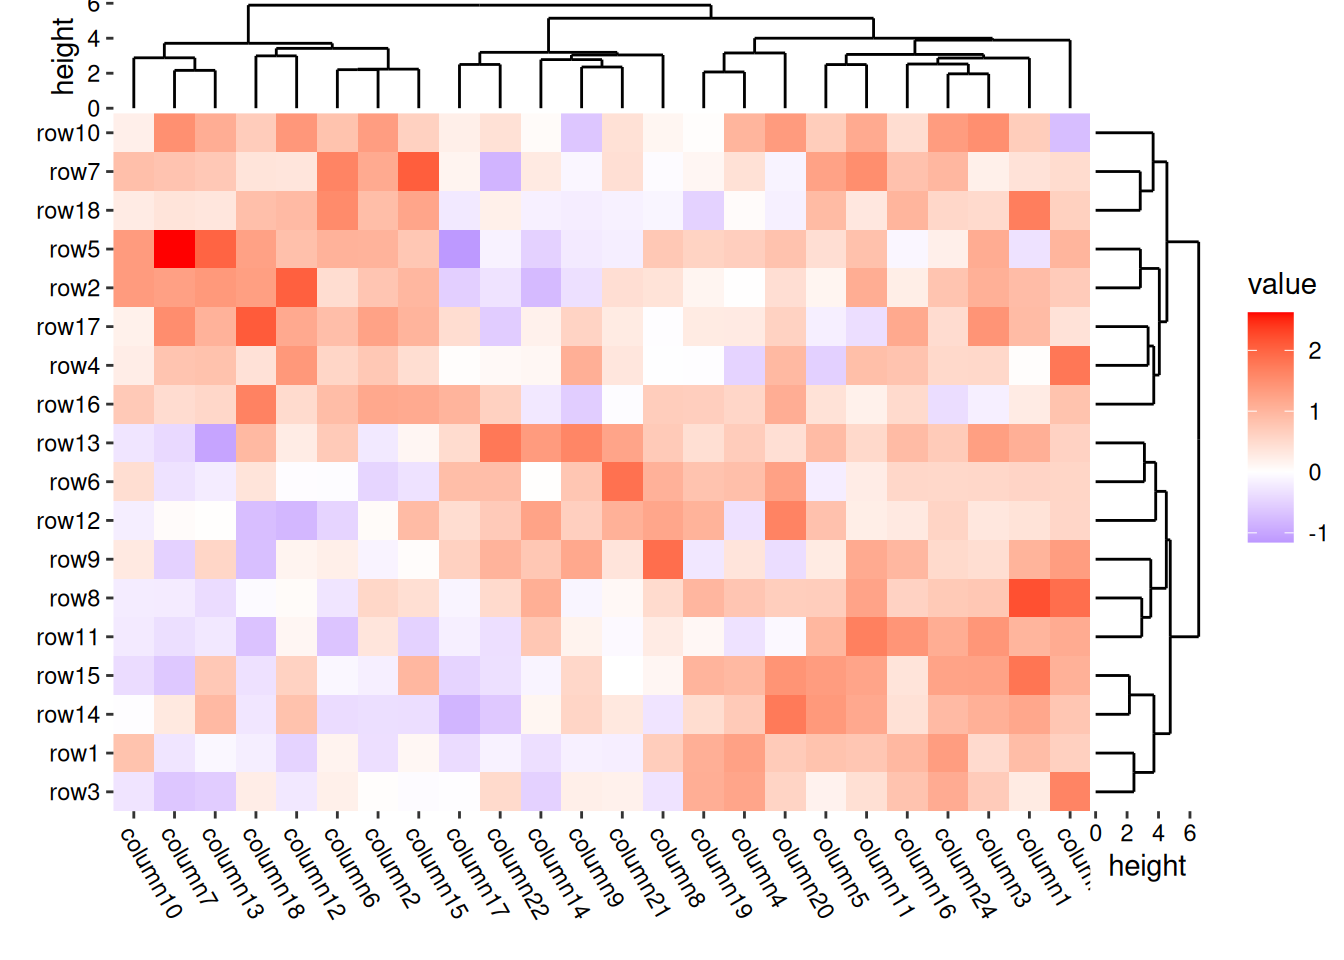 height
6
4
2
0
row10
row7
row18
row5
row2
row17
row4
row16
row13
row6
row12
row9
row8
row11
row15
row14
row1
row3
value
2
1
0
-1
column10
column7
column13
column18
column12
column6
column2
column15
column17
column22
column14
column9
column21
column8
column19
column4
column20
column5
column11
column16
column24
column3
column1
0 2 4 6
height